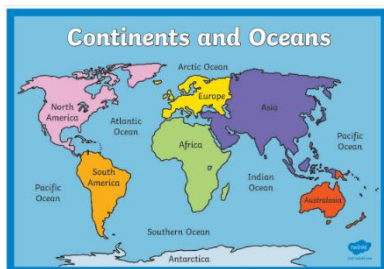 Continents and Oceans
Arctic Ocean
North
America
Europe
Asia
Atlantic
Ocean
Pacific
Ocean
Africa
South
America
Indian
Ocean
Pacific
Ocean
Australasia
Southern Ocean
Antarctica
twinkl